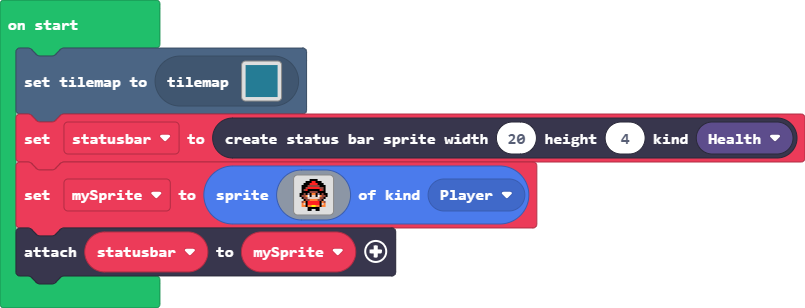 on start
set tilemap to tilemap
set statusbar to create status bar sprite width 20 height 4 kind Health
set mySprite to sprite of kind Player
attach statusbar to mySprite